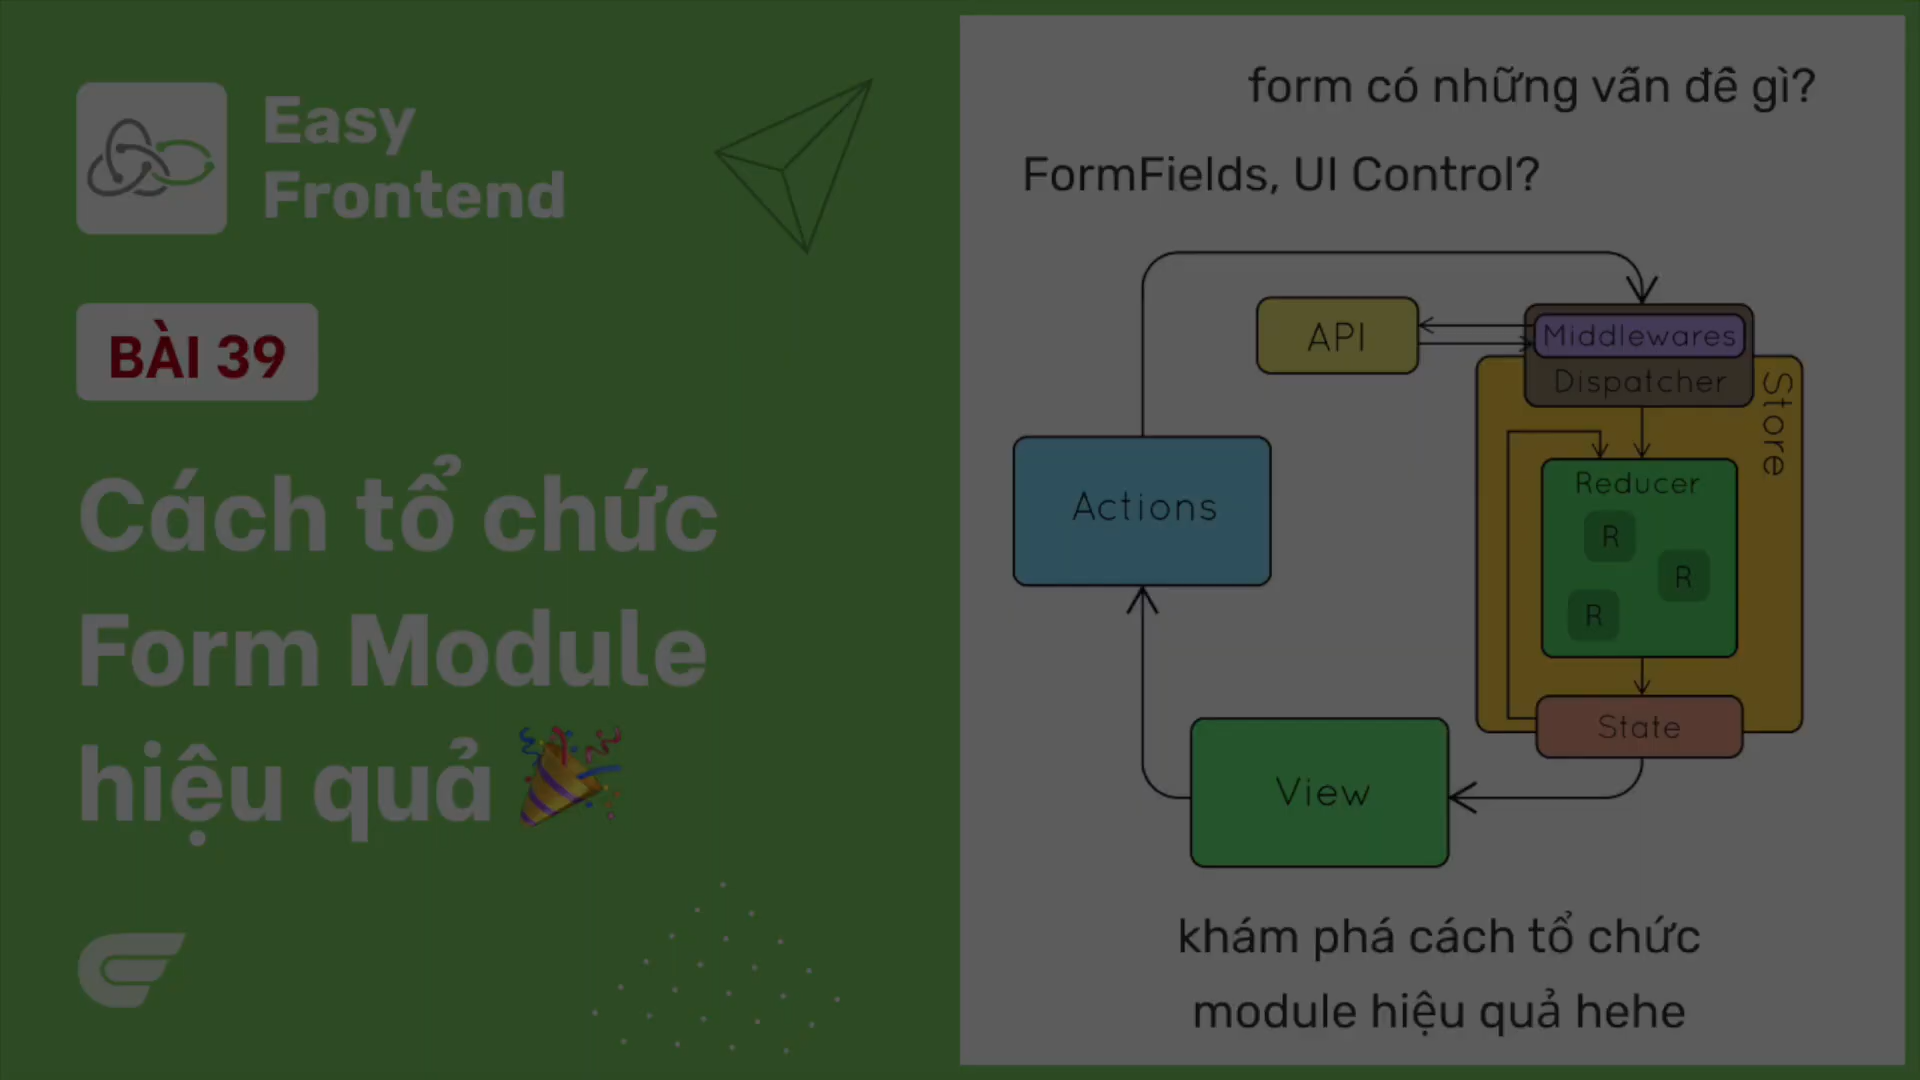 Easy
Frontend
BÀI 39
Cách tổ chức
Form Module
hiệu quả
form có những vấn đề gì?
FormFields, UI Control?
API
Middlewares
Dispatcher
Store
Actions
Reducer
R
R
R
State
View
khám phá cách tổ chức
module hiệu quả hehe